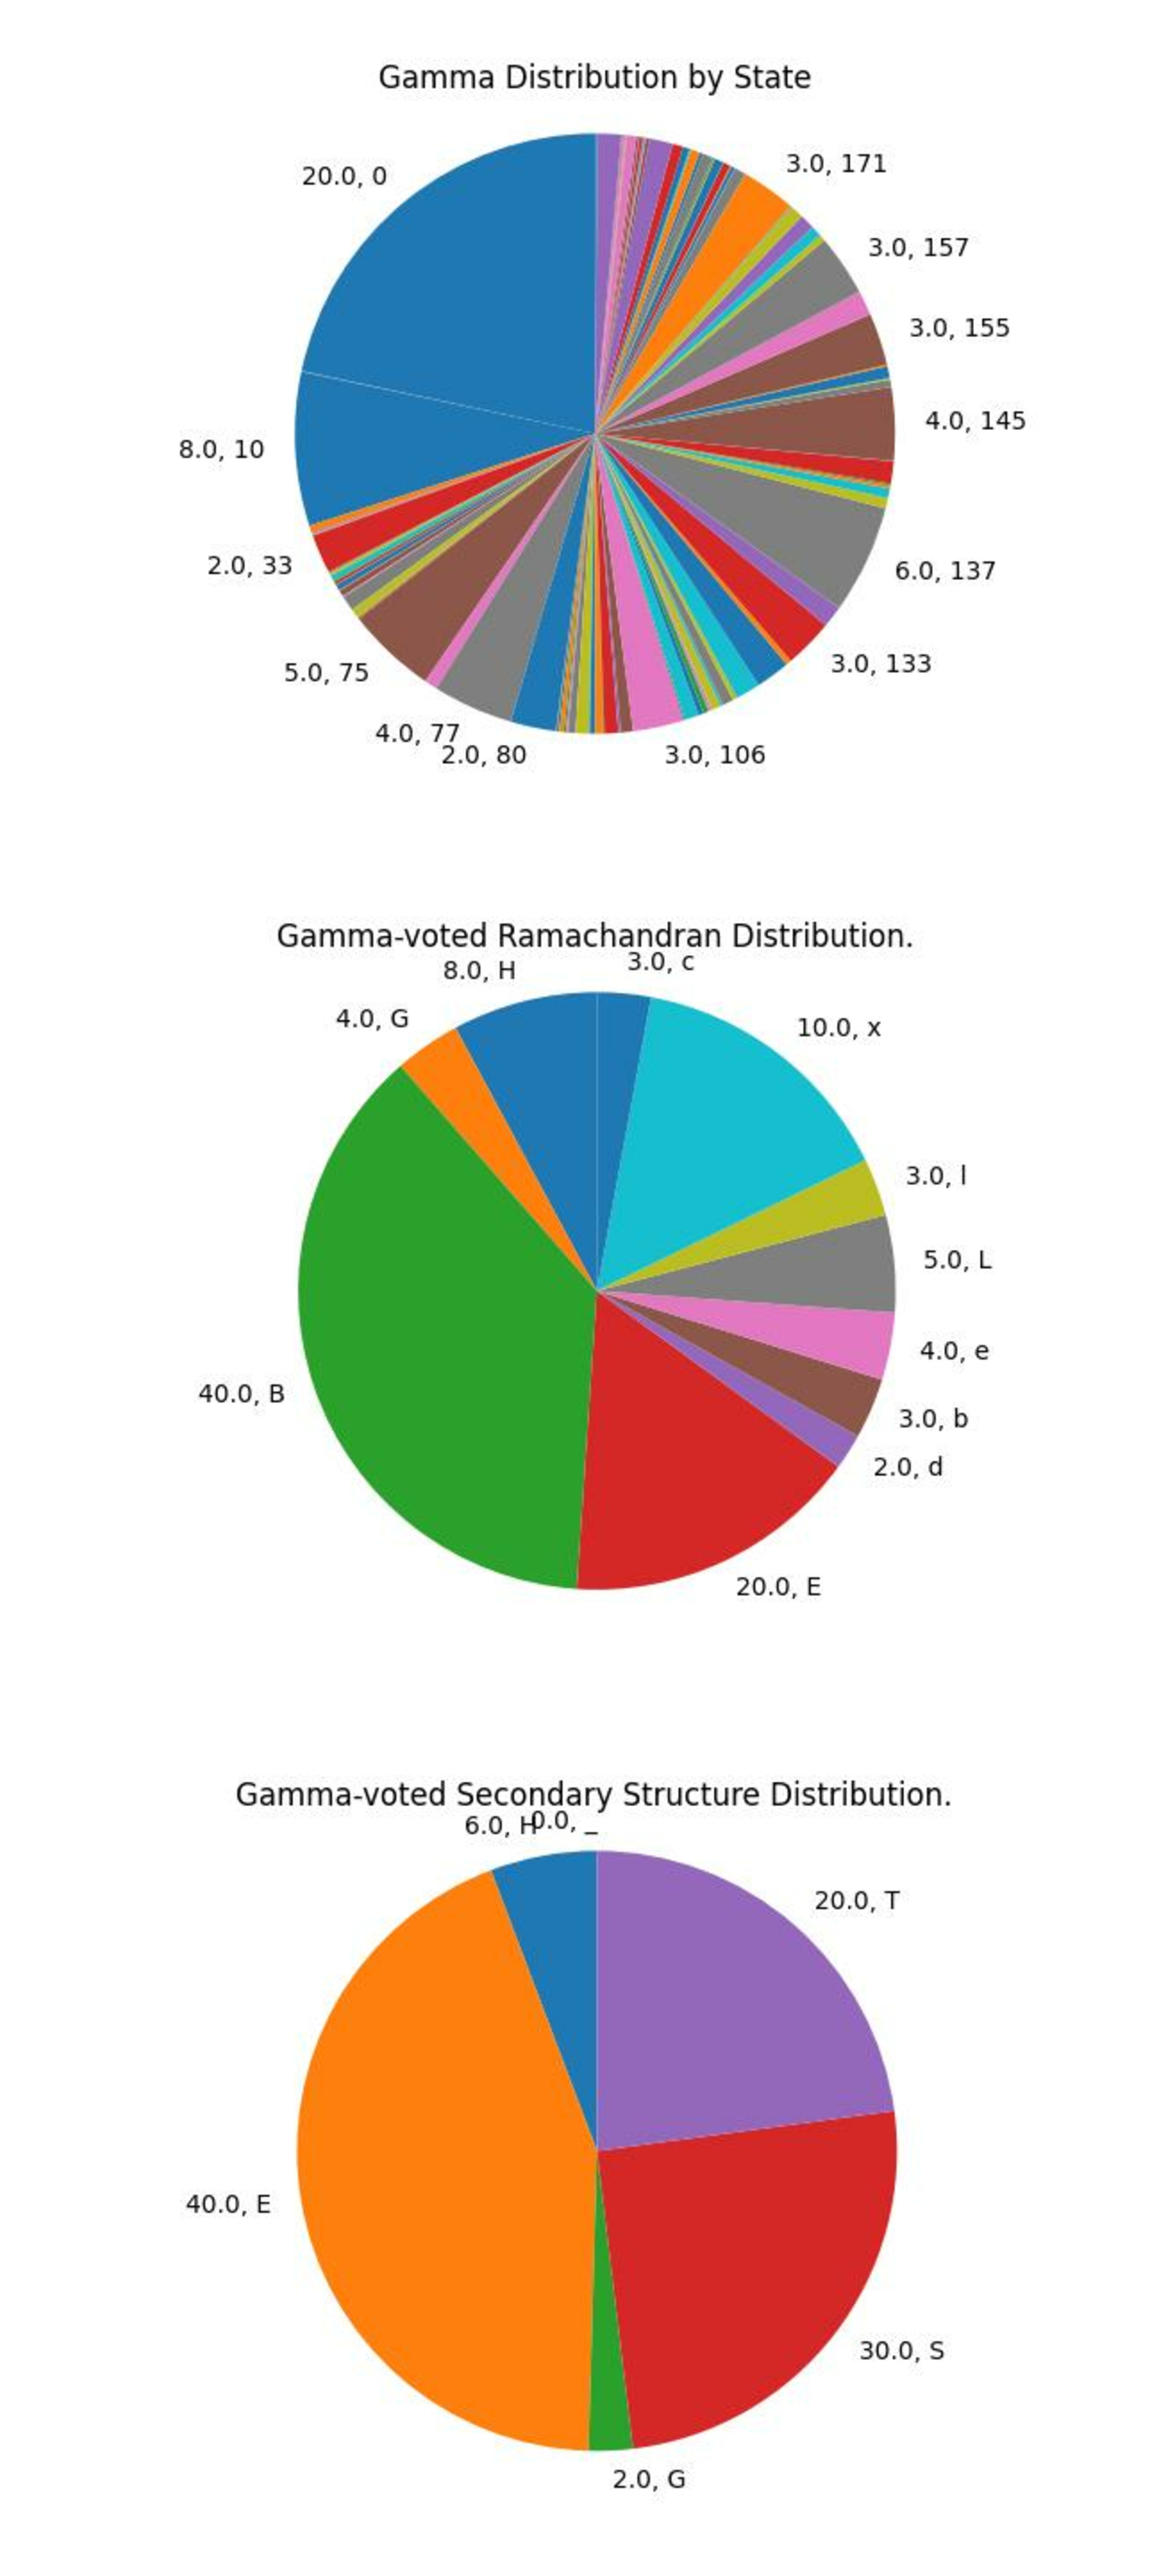 Gamma Distribution by State
20.0, 0
3.0, 171
3.0, 157
3.0, 155
8.0, 10
4.0, 145
2.0, 33
6.0, 137
5.0, 75
3.0, 133
4.0, 77
2.0, 80
3.0, 106
Gamma-voted Ramachandran Distribution.
8.0, H
3.0, c
4.0, G
10.0, x
3.0, l
5.0, L
4.0, e
40.0, B
3.0, b
2.0, d
20.0, E
Gamma-voted Secondary Structure Distribution.
6.0, H
0.0, _
20.0, T
40.0, E
30.0, S
2.0, G